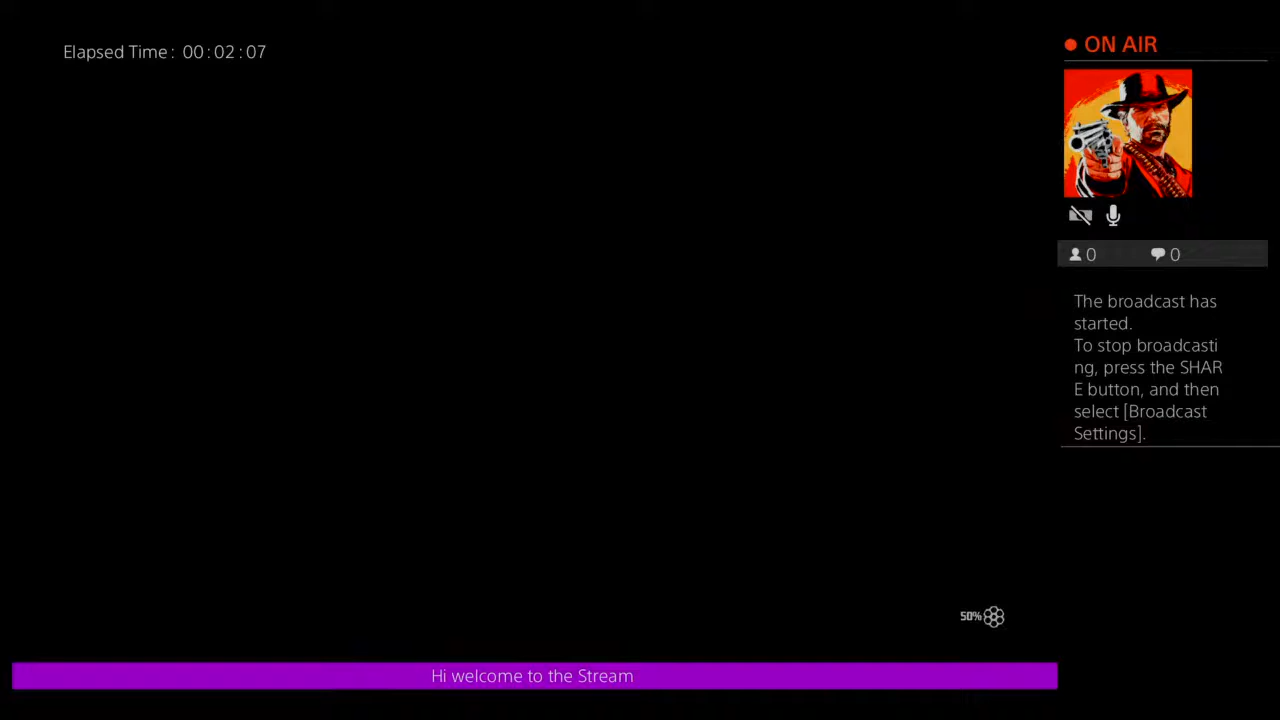 Elapsed Time: 00:02:07
ON AIR
0 0
The broadcast has
started.
To stop broadcasti
ng, press the SHAR
E button, and then
select [Broadcast
Settings].
50%
Hi welcome to the Stream